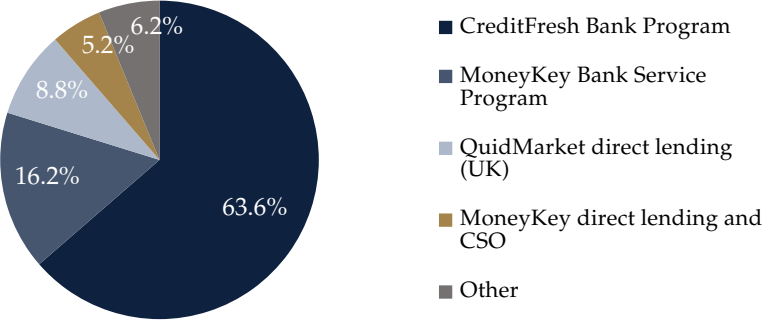 6.2%
5.2%
8.8%
16.2%
63.6%
CreditFresh Bank Program
MoneyKey Bank Service
Program
QuidMarket direct lending
(UK)
MoneyKey direct lending and
CSO
Other